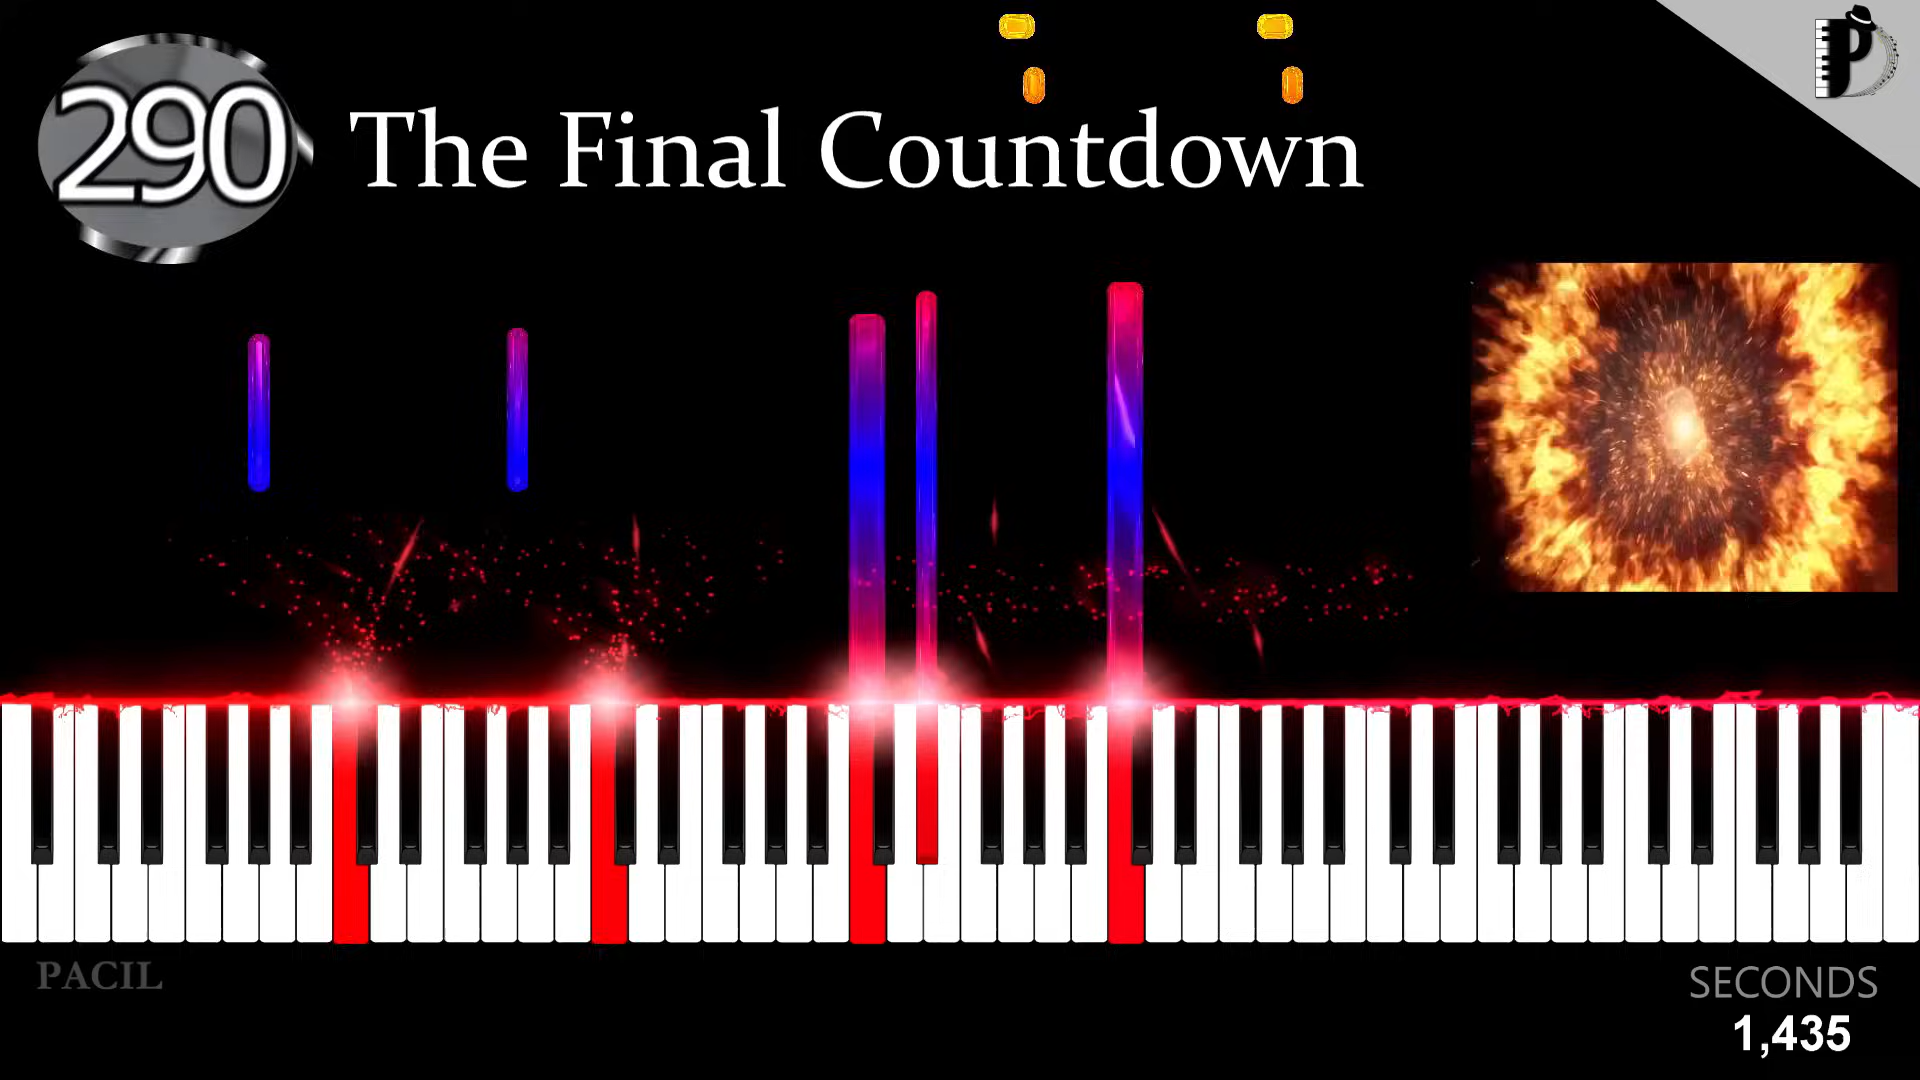 290
The Final Countdown
P
PACIL
SECONDS
1,435